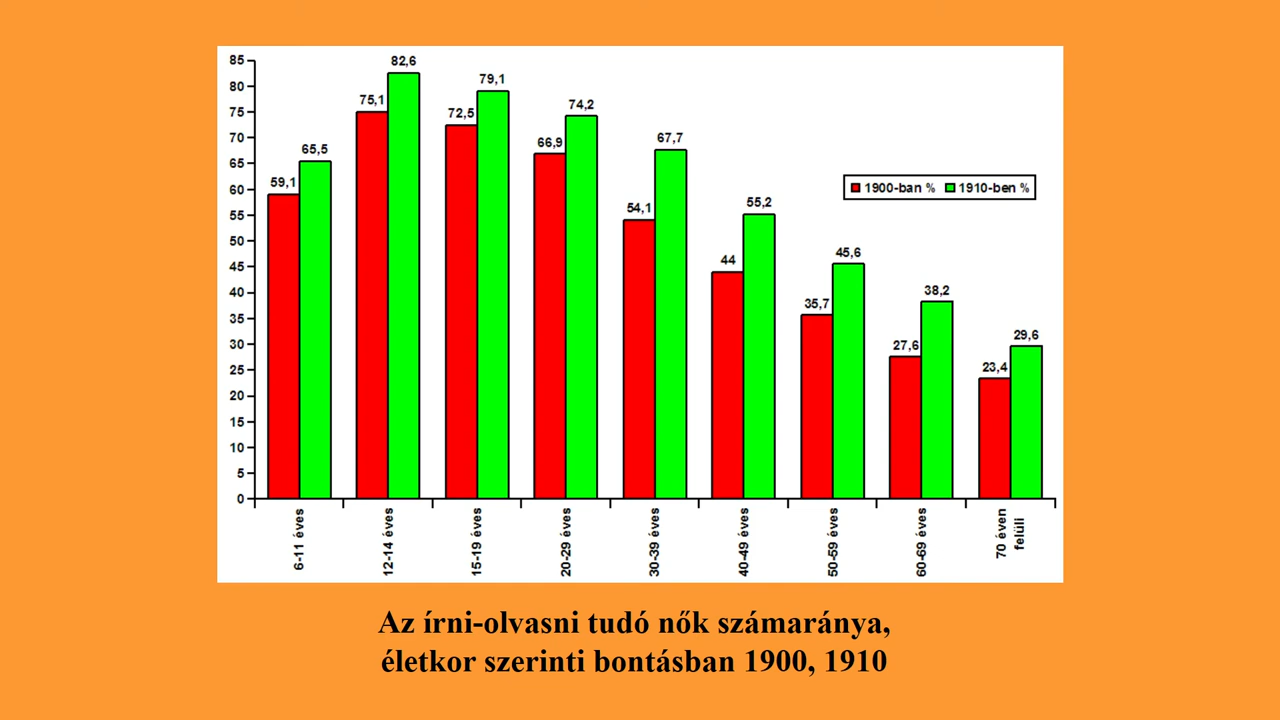 85
80
75
70
65
60
55
50
45
40
35
30
25
20
15
10
5
0
59,1
65,5
75,1
82,6
72,5
79,1
66,9
74,2
54,1
67,7
44
55,2
35,7
45,6
27,6
38,2
23,4
29,6
1900-ban % 1910-ben %
6-11 éves
12-14 éves
15-19 éves
20-29 éves
30-39 éves
40-49 éves
50-59 éves
60-69 éves
70 éven
felüli
Az írni-olvasni tudó nők számaránya,
életkor szerinti bontásban 1900, 1910